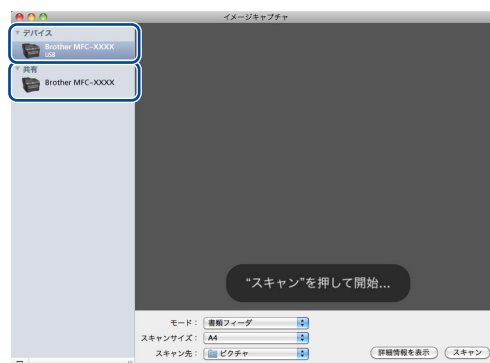 イメージキャプチャ
デバイス
Brother MFC-XXXX
USB
共有
Brother MFC-XXXX
"スキャン"を押して開始...
モード： 書類フィーダ
スキャンサイズ： A4
スキャン先： ピクチャ
詳細情報を表示 スキャン